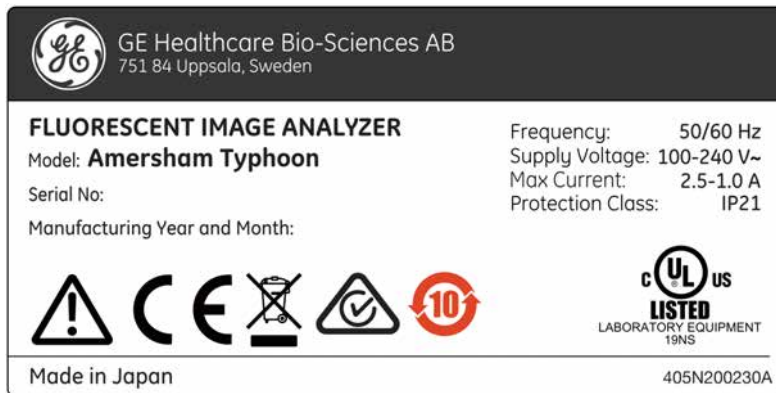 GE
GE Healthcare Bio-Sciences AB
751 84 Uppsala, Sweden
FLUORESCENT IMAGE ANALYZER
Model: Amersham Typhoon
Serial No:
Manufacturing Year and Month:
Frequency: 50/60 Hz
Supply Voltage: 100-240 V~
Max Current: 2.5-1.0 A
Protection Class: IP21
CE
10
C UL US
®
LISTED
LABORATORY EQUIPMENT
19NS
Made in Japan
405N200230A